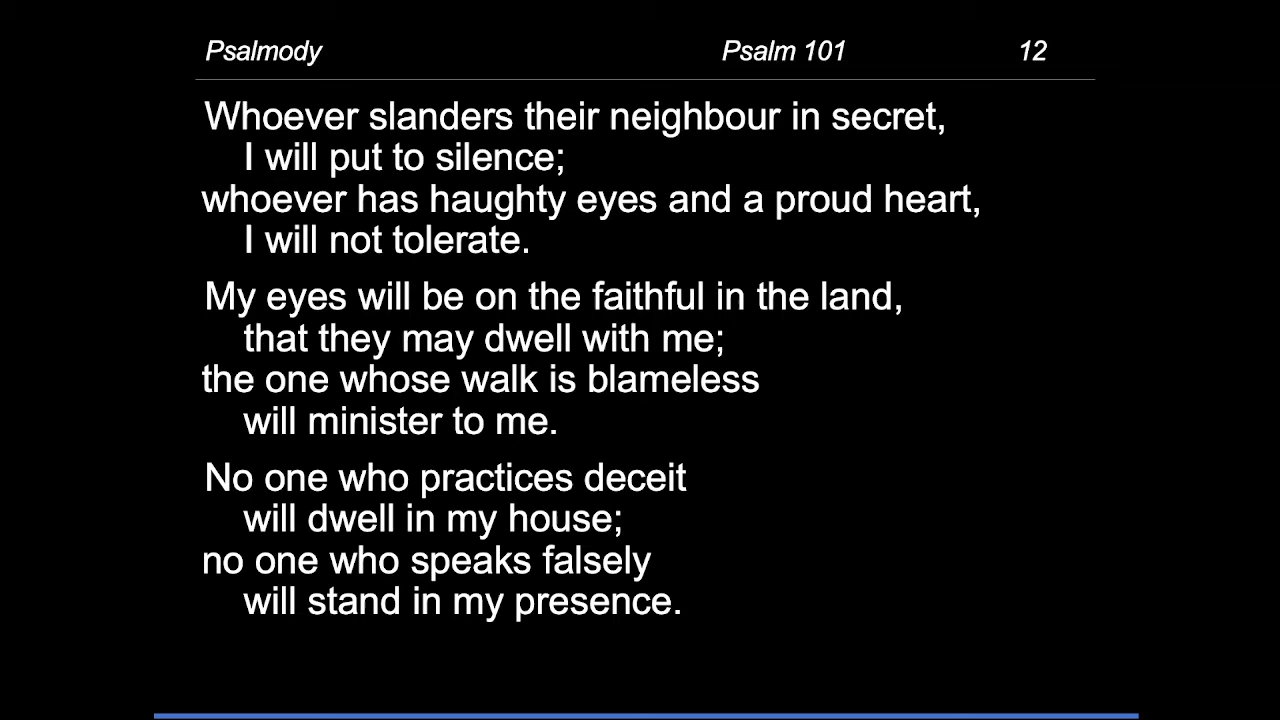 Psalmody Psalm 101 12
Whoever slanders their neighbour in secret,
I will put to silence;
whoever has haughty eyes and a proud heart,
I will not tolerate.
My eyes will be on the faithful in the land,
that they may dwell with me;
the one whose walk is blameless
will minister to me.
No one who practices deceit
will dwell in my house;
no one who speaks falsely
will stand in my presence.